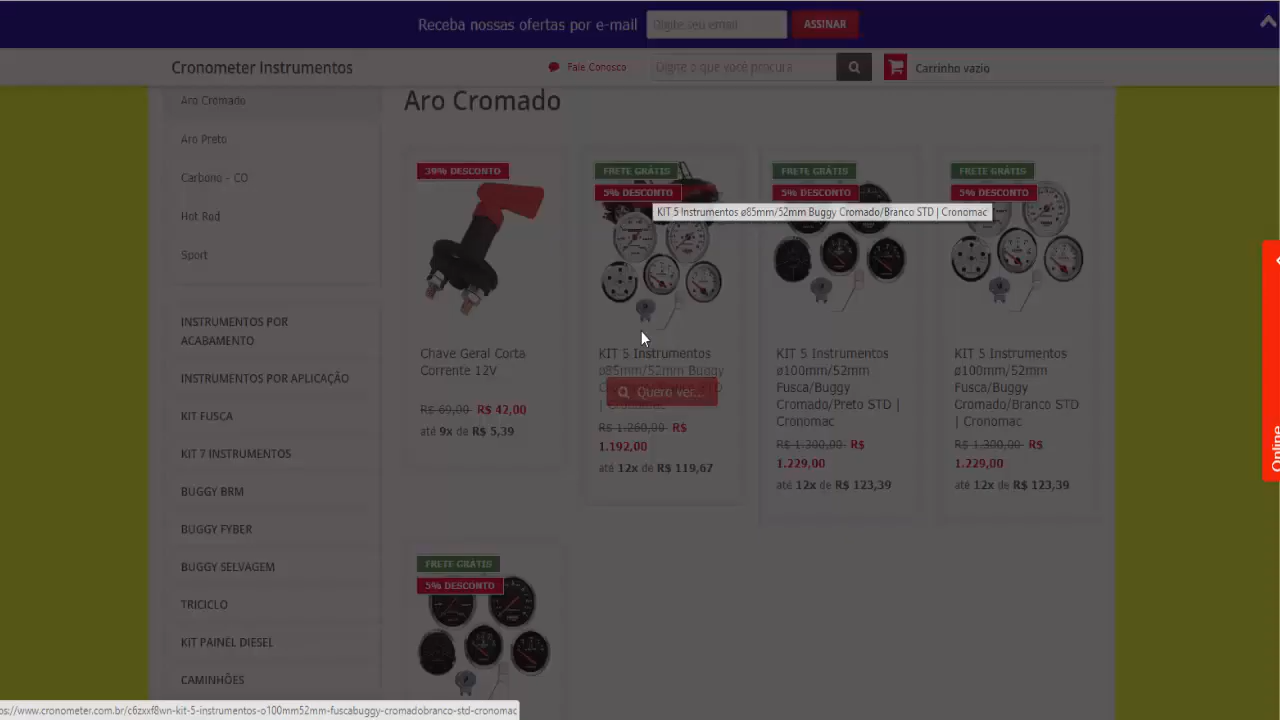 Receba nossas ofertas por e-mail
Digite seu email
ASSINAR
Cronometer Instrumentos
Fale Conosco
Digite o que você procura
Carrinho vazio
Aro Cromado
Aro Preto
Carbono - CO
Hot Rod
Sport
INSTRUMENTOS POR
ACABAMENTO
INSTRUMENTOS POR APLICAÇÃO
KIT FUSCA
KIT 7 INSTRUMENTOS
BUGGY BRM
BUGGY FYBER
BUGGY SELVAGEM
TRICICLO
KIT PAINÉL DIESEL
CAMINHÕES
Aro Cromado
39% DESCONTO
Chave Geral Corta
Corrente 12V
R$ 69,00 R$ 42,00
até 9x de R$ 5,39
FRETE GRÁTIS
5% DESCONTO
KIT 5 Instrumentos ø85mm/52mm Buggy Cromado/Branco STD | Cronomac
KIT 5 Instrumentos
ø85mm/52mm Buggy
Quero ver...
R$ 1.260,00 R$
1.192,00
até 12x de R$ 119,67
FRETE GRÁTIS
5% DESCONTO
KIT 5 Instrumentos
ø100mm/52mm
Fusca/Buggy
Cromado/Preto STD |
Cronomac
R$ 1.300,00 R$
1.229,00
até 12x de R$ 123,39
FRETE GRÁTIS
5% DESCONTO
KIT 5 Instrumentos
ø100mm/52mm
Fusca/Buggy
Cromado/Branco STD
| Cronomac
R$ 1.300,00 R$
1.229,00
até 12x de R$ 123,39
FRETE GRÁTIS
5% DESCONTO
Online
ps://www.cronometer.com.br/c6zxxf8wn-kit-5-instrumentos-o100mm52mm-fuscabuggy-cromadobranco-std-cronomac